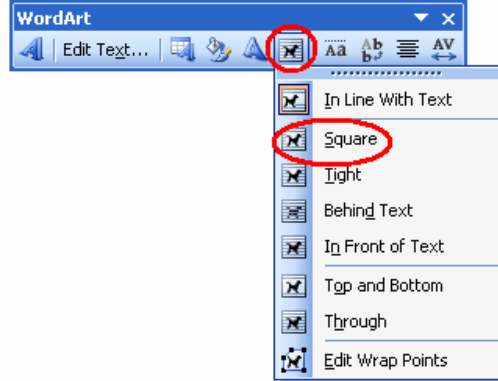 WordArt
Edit Text... Aa Ab b AV
In Line With Text
Square
Tight
Behind Text
In Front of Text
Top and Bottom
Through
Edit Wrap Points